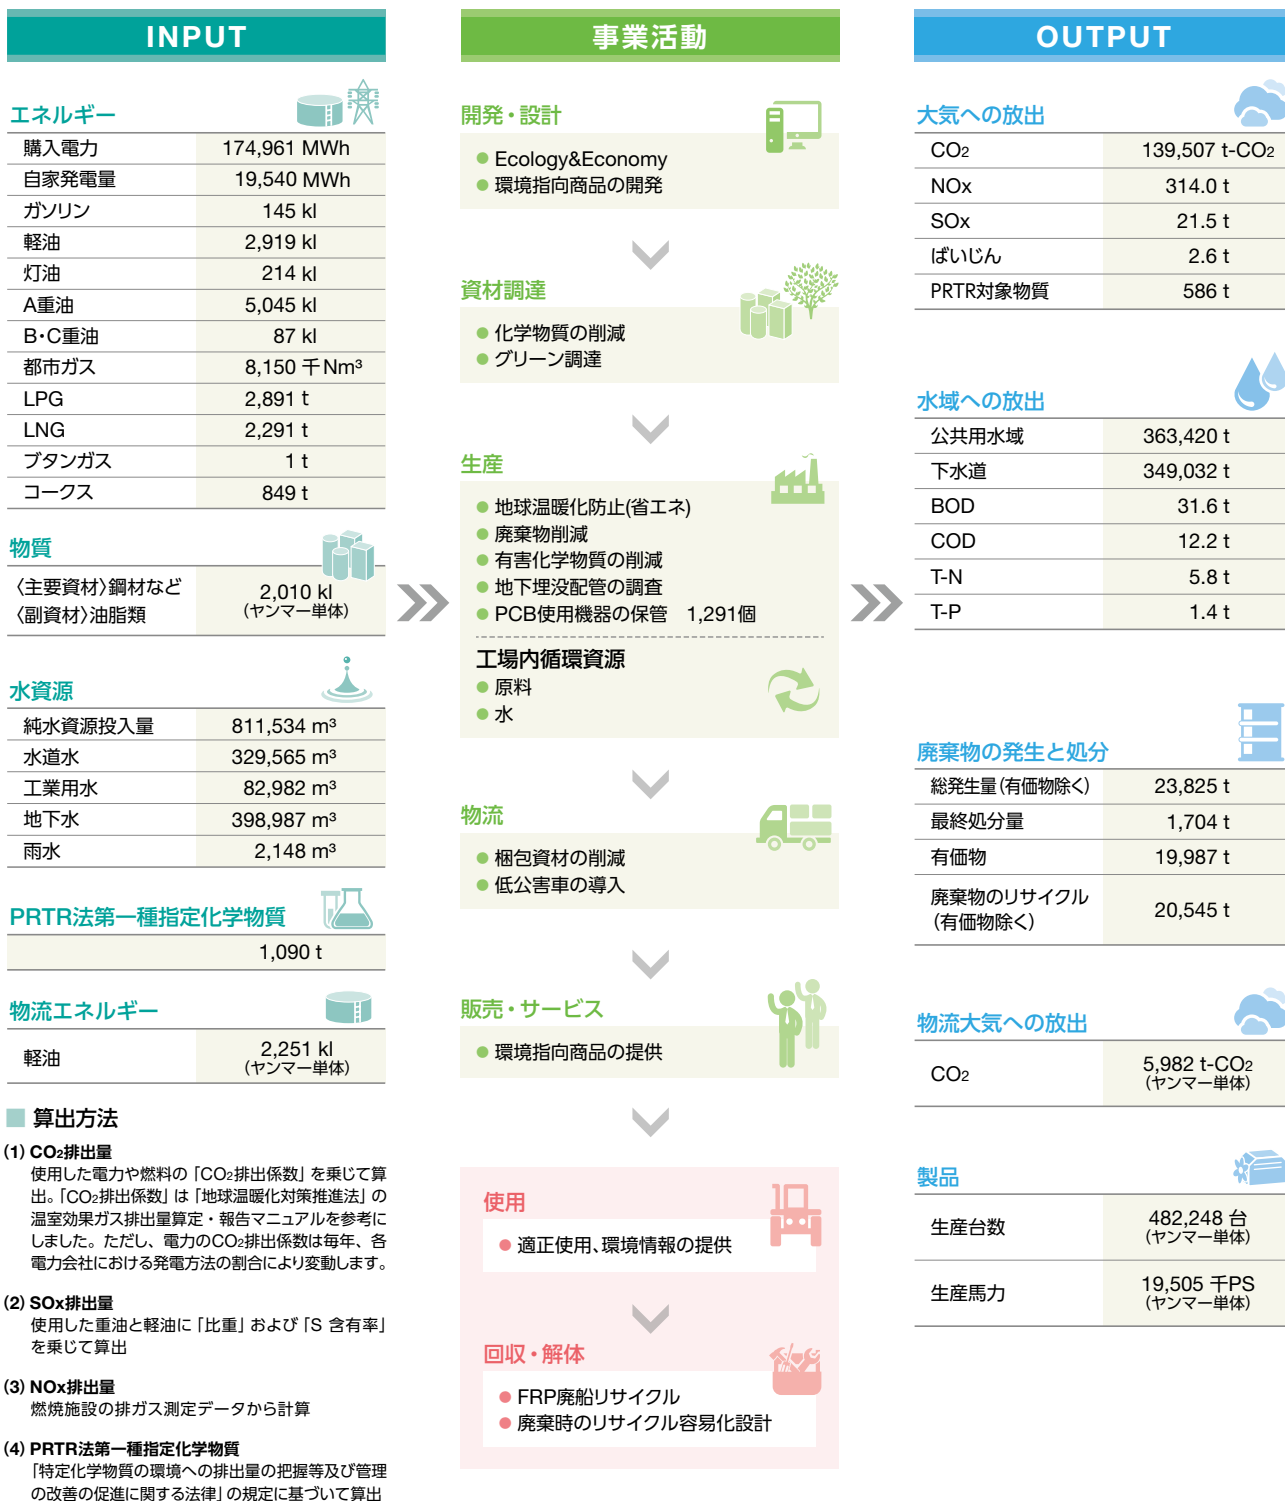 INPUT
エネルギー
購入電力 174,961 MWh
自家発電量 19,540 MWh
ガソリン 145 kl
軽油 2,919 kl
灯油 214 kl
A重油 5,045 kl
B・C重油 87 kl
都市ガス 8,150 千Nm³
LPG 2,891 t
LNG 2,291 t
ブタンガス 1 t
コークス 849 t
物質
〈主要資材〉鋼材など
〈副資材〉油脂類
2,010 kl
(ヤンマー単体)
水資源
純水資源投入量 811,534 m³
水道水 329,565 m³
工業用水 82,982 m³
地下水 398,987 m³
雨水 2,148 m³
PRTR法第一種指定化学物質
1,090 t
物流エネルギー
軽油 2,251 kl
(ヤンマー単体)
■ 算出方法
(1) CO₂排出量
使用した電力や燃料の「CO₂排出係数」を乗じて算
出。「CO₂排出係数」は「地球温暖化対策推進法」の
温室効果ガス排出量算定・報告マニュアルを参考に
しました。ただし、電力のCO₂排出係数は毎年、各
電力会社における発電方法の割合により変動します。
(2) SOx排出量
使用した重油と軽油に「比重」および「S 含有率」
を乗じて算出
(3) NOx排出量
燃焼施設の排ガス測定データから計算
(4) PRTR法第一種指定化学物質
「特定化学物質の環境への排出量の把握等及び管理
の改善の促進に関する法律」の規定に基づいて算出
事業活動
開発・設計
● Ecology&Economy
● 環境指向商品の開発
資材調達
● 化学物質の削減
● グリーン調達
生産
● 地球温暖化防止(省エネ)
● 廃棄物削減
● 有害化学物質の削減
● 地下埋没配管の調査
● PCB使用機器の保管 1,291個
工場内循環資源
● 原料
● 水
物流
● 梱包資材の削減
● 低公害車の導入
販売・サービス
● 環境指向商品の提供
使用
● 適正使用、環境情報の提供
回収・解体
● FRP廃船リサイクル
● 廃棄時のリサイクル容易化設計
OUTPUT
大気への放出
CO₂ 139,507 t-CO₂
NOx 314.0 t
SOx 21.5 t
ばいじん 2.6 t
PRTR対象物質 586 t
水域への放出
公共用水域 363,420 t
下水道 349,032 t
BOD 31.6 t
COD 12.2 t
T-N 5.8 t
T-P 1.4 t
廃棄物の発生と処分
総発生量(有価物除く) 23,825 t
最終処分量 1,704 t
有価物 19,987 t
廃棄物のリサイクル
(有価物除く)
20,545 t
物流大気への放出
CO₂ 5,982 t-CO₂
(ヤンマー単体)
製品
生産台数 482,248 台
(ヤンマー単体)
生産馬力 19,505 千PS
(ヤンマー単体)